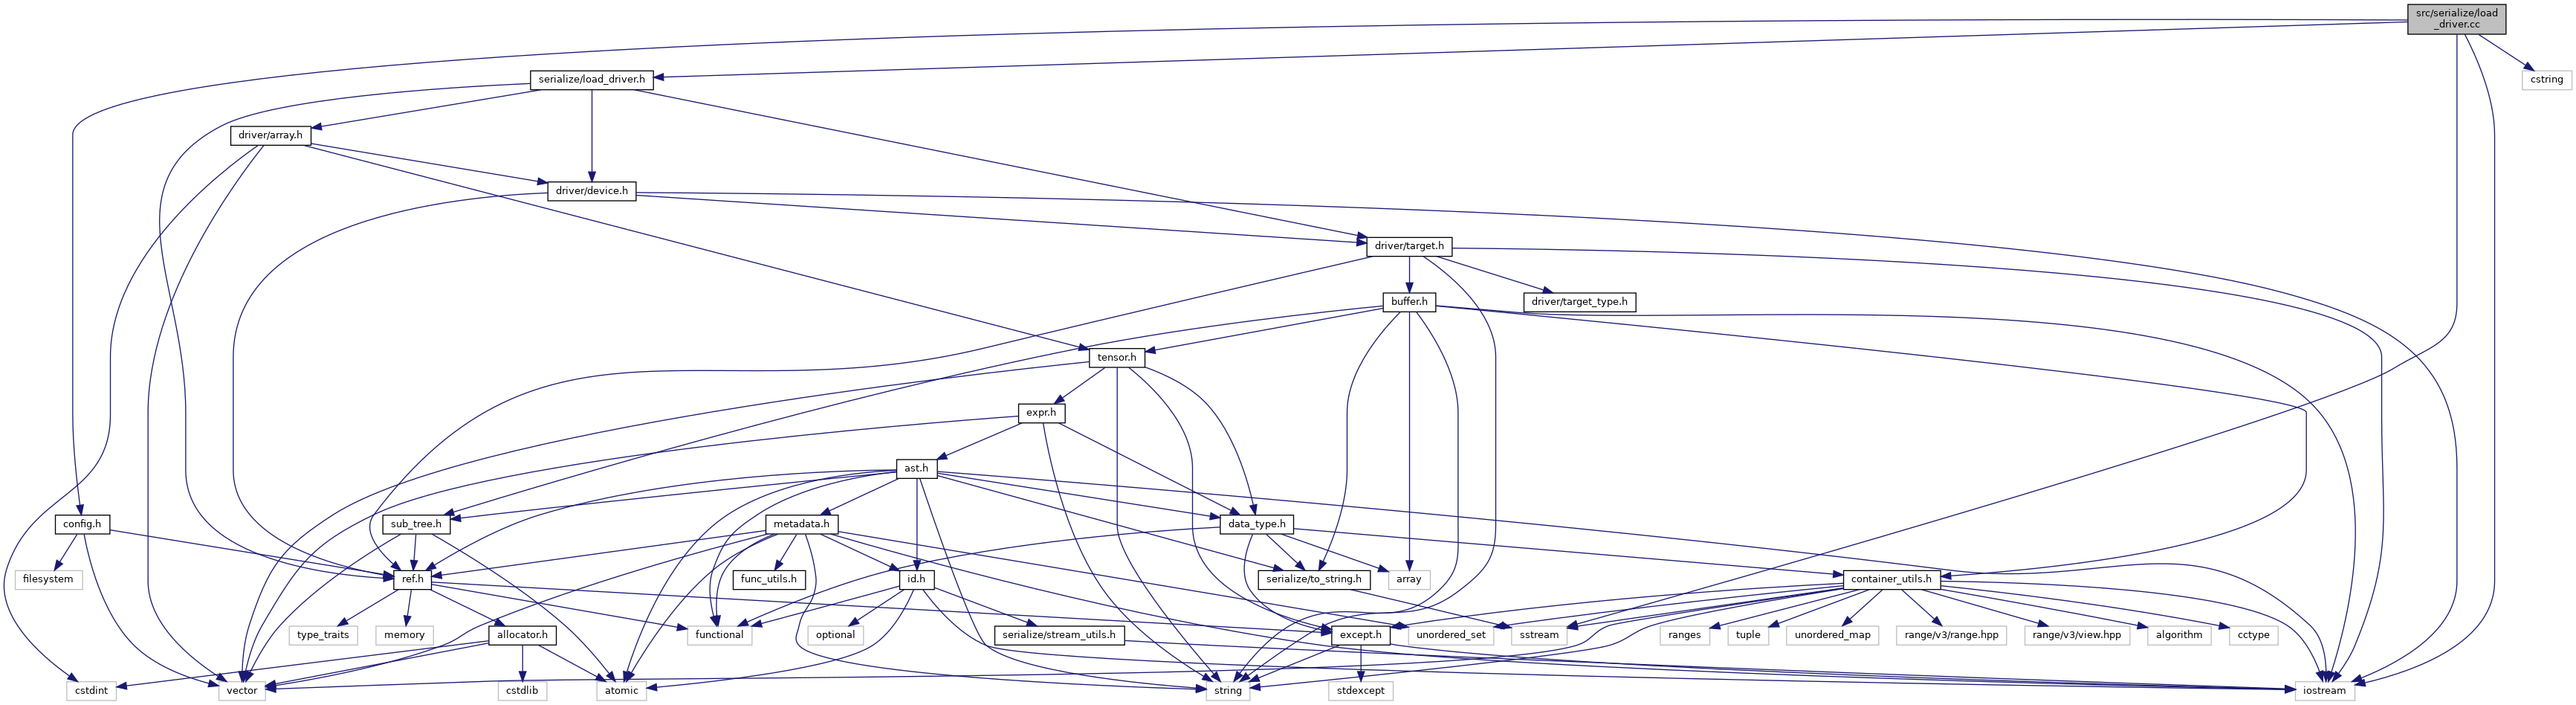 src/serialize/load
_driver.cc
serialize/load_driver.h
cstring
driver/array.h
driver/device.h
driver/target.h
buffer.h
driver/target_type.h
tensor.h
expr.h
ast.h
config.h
sub_tree.h
metadata.h
data_type.h
filesystem
ref.h
func_utils.h
id.h
serialize/to_string.h
array
container_utils.h
type_traits
memory
allocator.h
functional
optional
serialize/stream_utils.h
except.h
unordered_set
sstream
ranges
tuple
unordered_map
range/v3/range.hpp
range/v3/view.hpp
algorithm
cctype
cstdint
vector
cstdlib
atomic
string
stdexcept
iostream